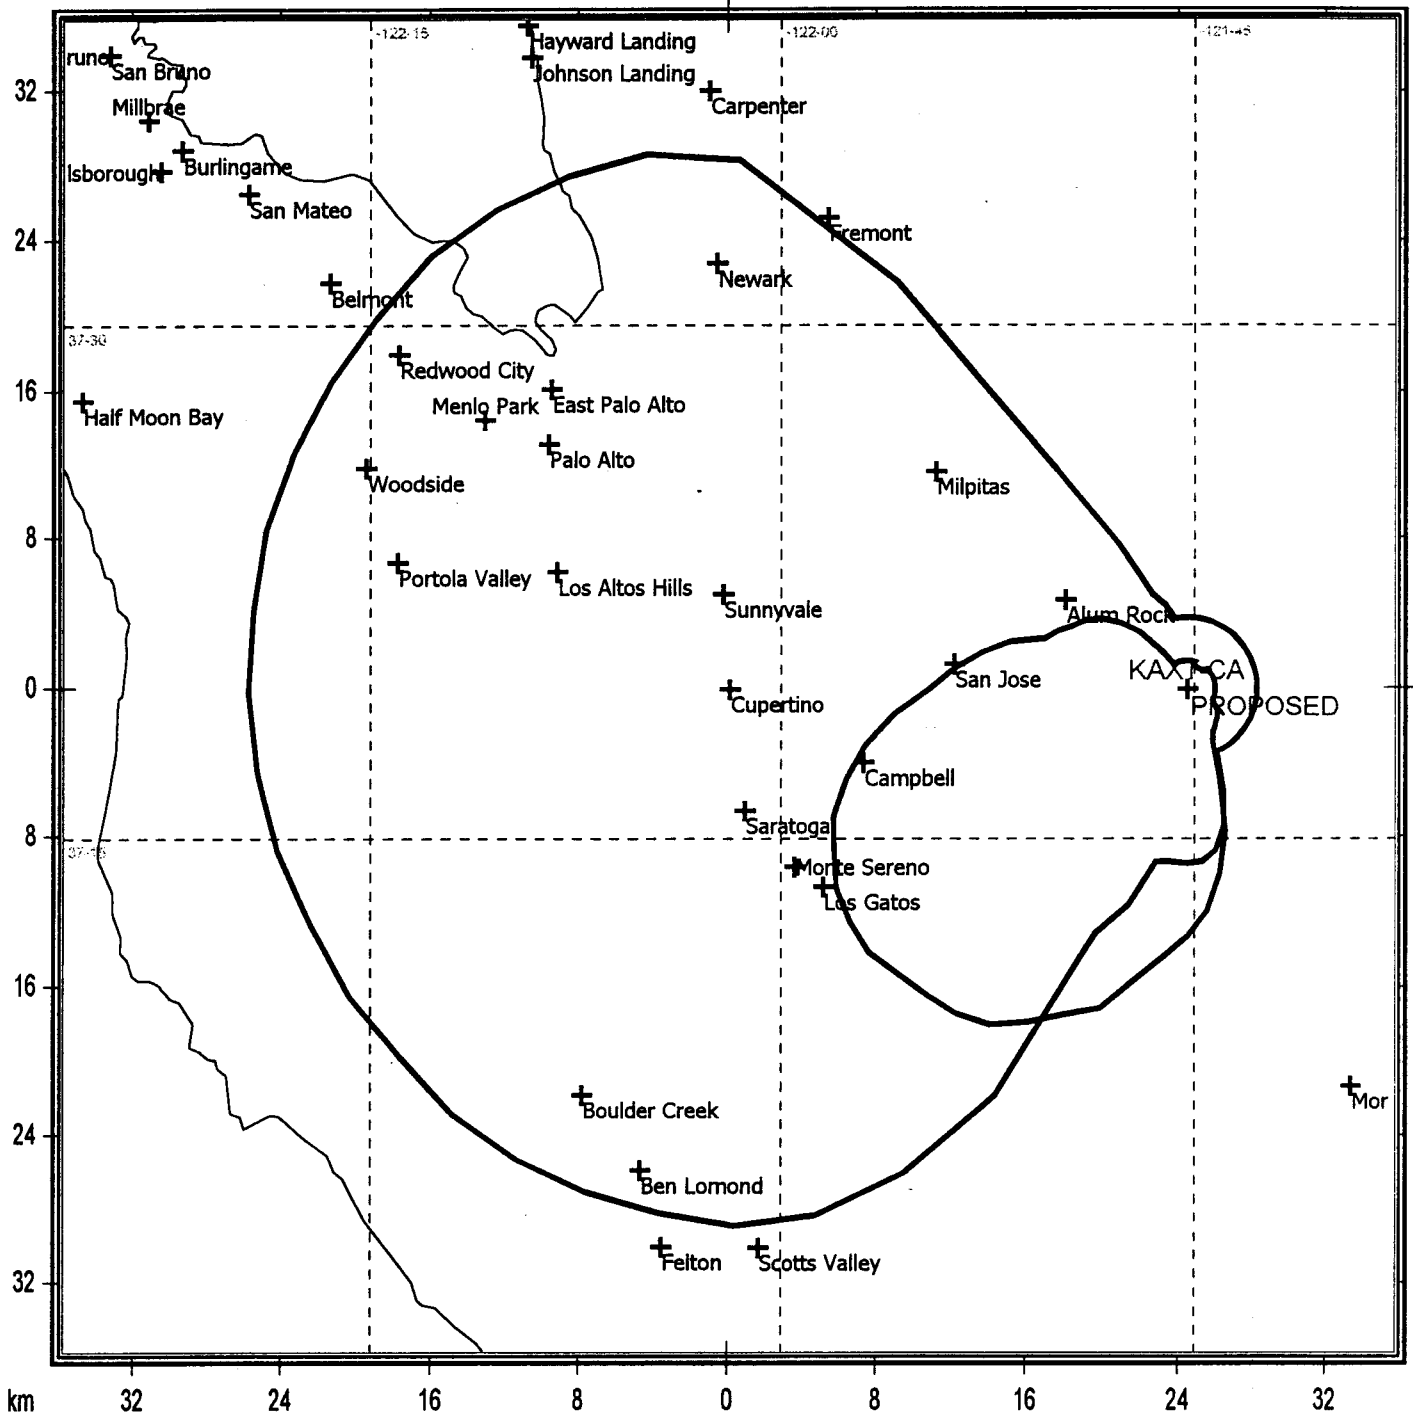 -122-15
-122-00
-121-45
Hayward Landing
San Bruno
Johnson Landing
32
Carpenter
Millbrae
Burlingame
lsborough
San Mateo
24
Fremont
Newark
Belmont
37-30
Redwood City
16
Menlo Park
East Palo Alto
Half Moon Bay
Palo Alto
Woodside
Milpitas
8
Portola Valley
Los Altos Hills
Sunnyvale
Alum Rock
San Jose
0
Cupertino
PROPOSED
Campbell
Saratoga
8
37-15
Monte Sereno
Los Gatos
16
Boulder Creek
Mor
24
Ben Lomond
Felton
Scotts Valley
32
km 32 24 16 8 0 8 16 24 32